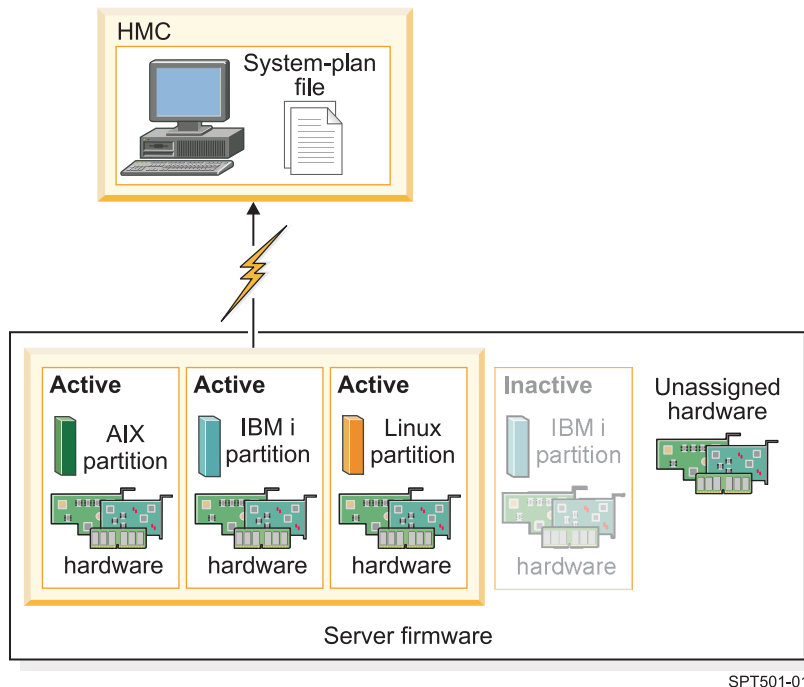 HMC
System-plan
file
Active
AIX
partition
hardware
Active
IBM i
partition
hardware
Active
Linux
partition
hardware
Inactive
IBM i
partition
hardware
Unassigned
hardware
Server firmware
SPT501-01